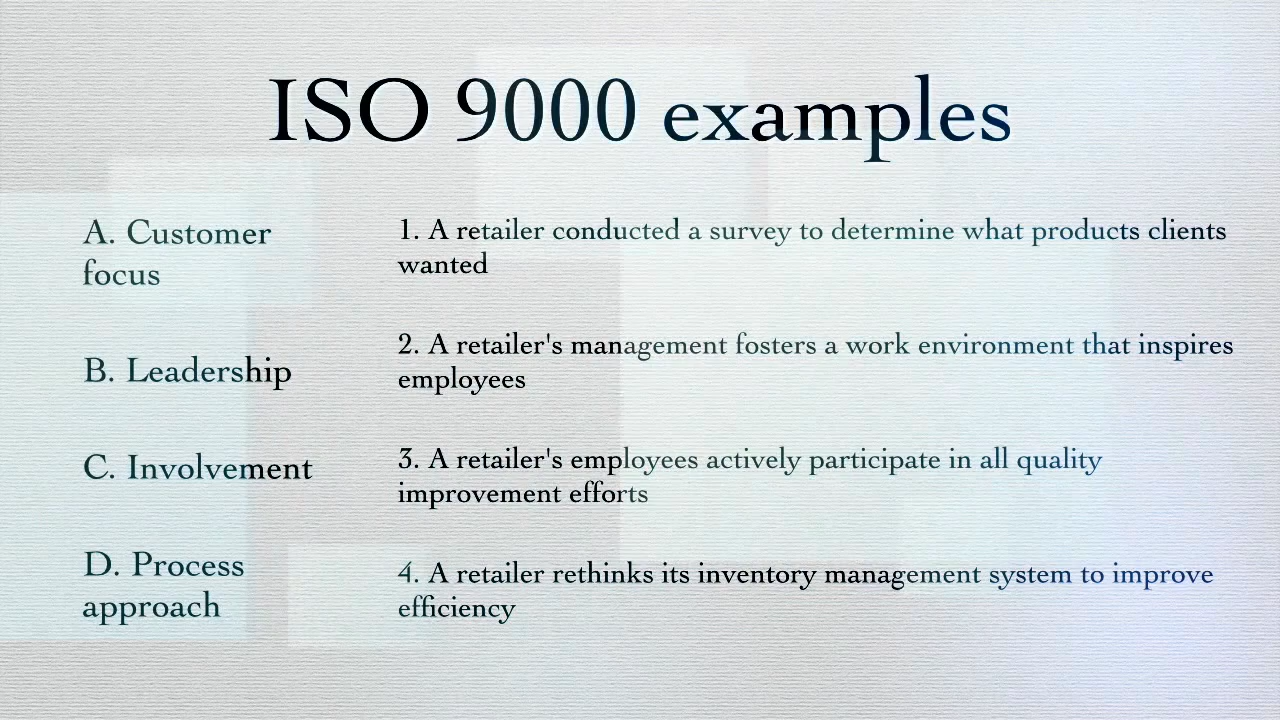 ISO 9000 examples
A. Customer
focus
B. Leadership
C. Involvement
D. Process
approach
1. A retailer conducted a survey to determine what products clients
wanted
2. A retailer's management fosters a work environment that inspires
employees
3. A retailer's employees actively participate in all quality
improvement efforts
4. A retailer rethinks its inventory management system to improve
efficiency